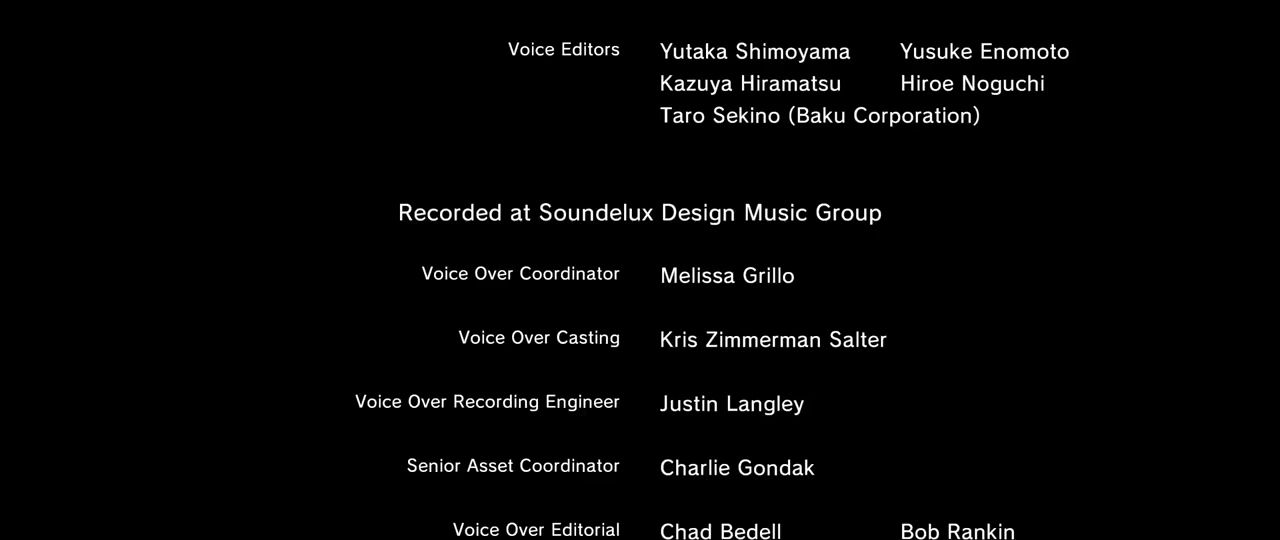 Voice Editors Yutaka Shimoyama Yusuke Enomoto
Kazuya Hiramatsu Hiroe Noguchi
Taro Sekino (Baku Corporation)
Recorded at Soundelux Design Music Group
Voice Over Coordinator Melissa Grillo
Voice Over Casting Kris Zimmerman Salter
Voice Over Recording Engineer Justin Langley
Senior Asset Coordinator Charlie Gondak
Voice Over Editorial Chad Bedell Bob Rankin